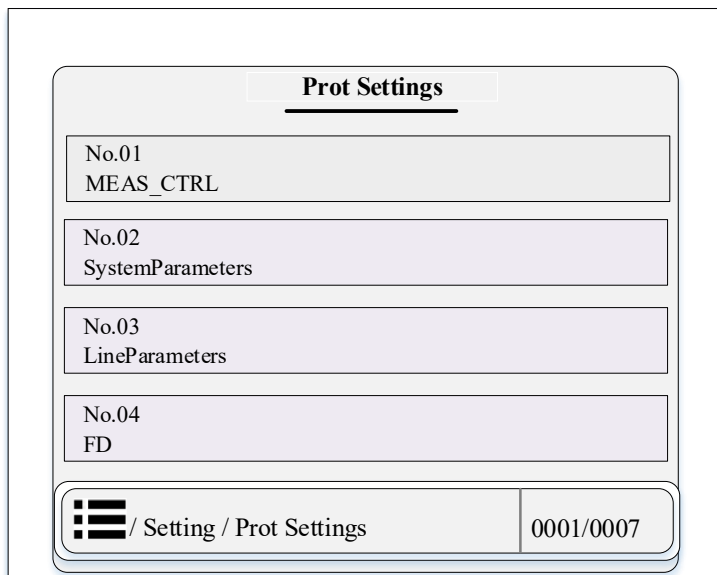 Prot Settings
No.01
MEAS_CTRL
No.02
SystemParameters
No.03
LineParameters
No.04
FD
/ Setting / Prot Settings
0001/0007